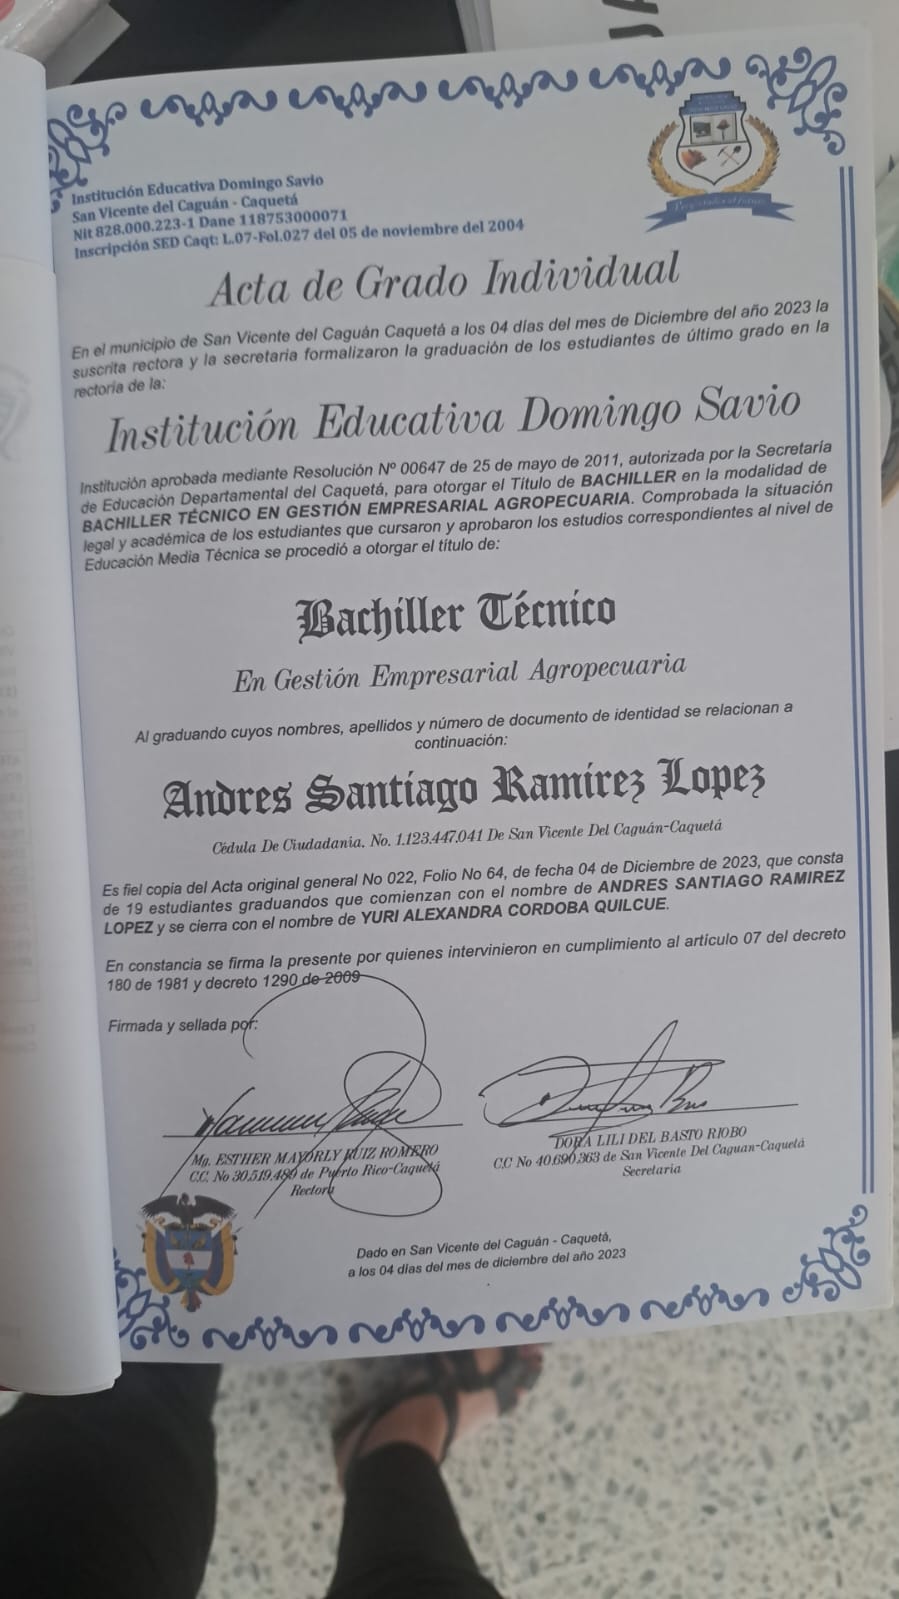 Institución Educativa Domingo Savio
San Vicente del Caguán - Caquetá
Nit 828.000.223-1 Dane 118753000071
Inscripción SED Caqt: L.07-Fol.027 del 05 de noviembre del 2004
Acta de Grado Individual
En el municipio de San Vicente del Caguán Caquetá a los 04 días del mes de Diciembre del año 2023 la
suscrita rectora y la secretaria formalizaron la graduación de los estudiantes de último grado en la
rectoría de la:
Institución Educativa Domingo Savio
Institución aprobada mediante Resolución Nº 00647 de 25 de mayo de 2011, autorizada por la Secretaría
de Educación Departamental del Caquetá, para otorgar el Título de BACHILLER en la modalidad de
BACHILLER TÉCNICO EN GESTIÓN EMPRESARIAL AGROPECUARIA. Comprobada la situación
legal y académica de los estudiantes que cursaron y aprobaron los estudios correspondientes al nivel de
Educación Media Técnica se procedió a otorgar el título de:
Bachiller Técnico
En Gestión Empresarial Agropecuaria
Al graduando cuyos nombres, apellidos y número de documento de identidad se relacionan a
continuación:
Andres Santiago Ramirez Lopez
Cédula De Ciudadania. No. 1.123.447.041 De San Vicente Del Caguán-Caquetá
Es fiel copia del Acta original general No 022, Folio No 64, de fecha 04 de Diciembre de 2023, que consta
de 19 estudiantes graduandos que comienzan con el nombre de ANDRES SANTIAGO RAMIREZ
LOPEZ y se cierra con el nombre de YURI ALEXANDRA CORDOBA QUILCUE.
En constancia se firma la presente por quienes intervinieron en cumplimiento al artículo 07 del decreto
180 de 1981 y decreto 1290 de 2009
Firmada y sellada por:
Mg. ESTHER MAYORLY RUIZ ROMERO
C.C. No 30.519.489 de Puerto Rico-Caquetá
Rectora
DORA LILI DEL BASTO RIOBO
C.C No 40.690.363 de San Vicente Del Caguan-Caquetá
Secretaria
Dado en San Vicente del Caguán - Caquetá,
a los 04 días del mes de diciembre del año 2023